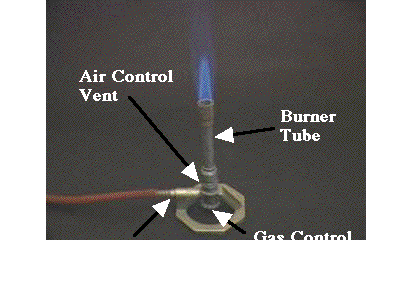 Air Control
Vent
Burner
Tube
Gas Control